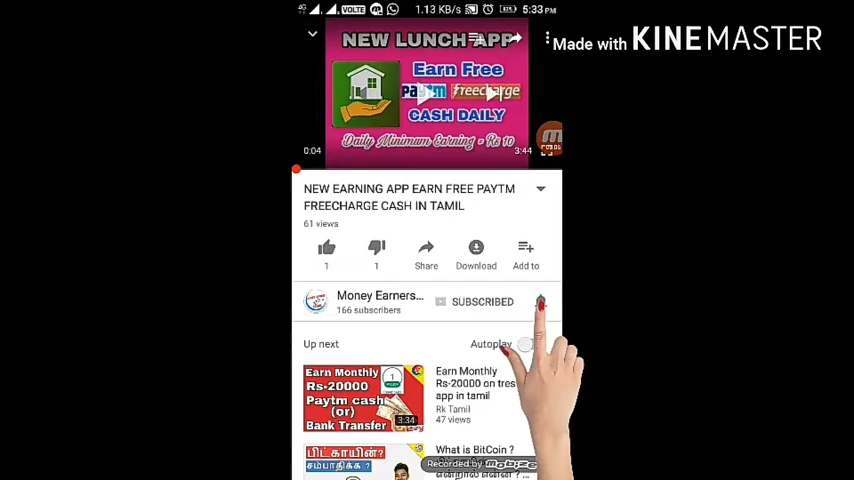 4G VOLTE 1.13 KB/s 5:33 PM
Made with KINEMASTER
NEW LUNCH APP
Earn Free
Paytm freecharge
CASH DAILY
Daily Minimum Earning = Rs 10
0:04
3:44
NEW EARNING APP EARN FREE PAYTM
FREECHARGE CASH IN TAMIL
61 views
1 1 Share Download Add to
Money Earners... SUBSCRIBED
166 subscribers
Up next Autoplay
Earn Monthly
Rs-20000
Paytm cash
(or)
Bank Transfer
3:34
Earn Monthly
Rs-20000 on tres
app in tamil
Rk Tamil
47 views
பிட்காயின்?
சம்பாதிக்க ?
What is BitCoin ?
Recorded by mobizen